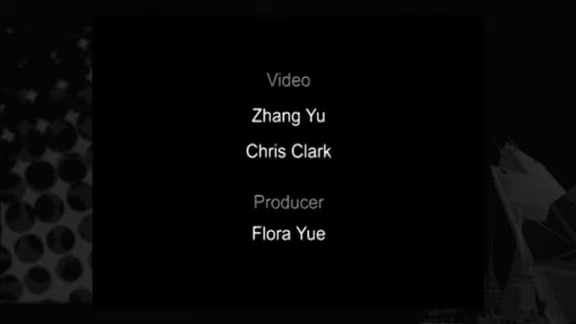 Video
Zhang Yu
Chris Clark
Producer
Flora Yue